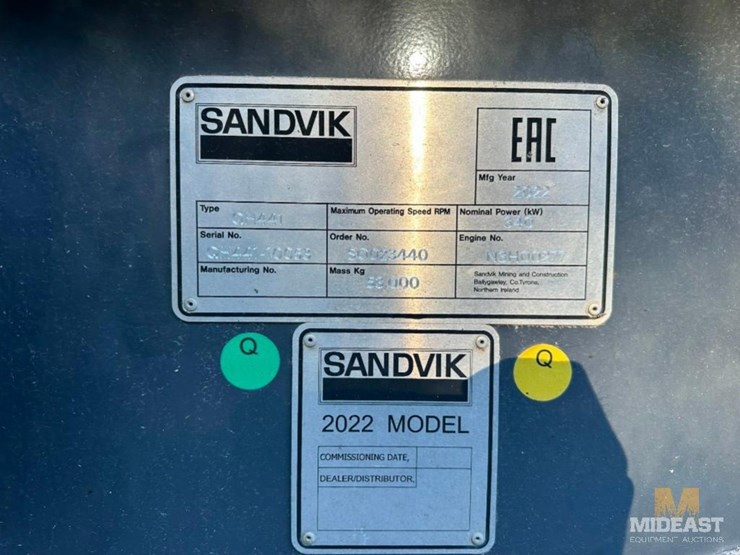 SANDVIK
EAC
Mfg Year
2022
Type
QH441
Maximum Operating Speed RPM
Nominal Power (kW)
Serial No.
Order No.
Engine No.
Manufacturing No.
Mass Kg
Sandvik Mining and Construction
Ballygawley, Co.Tyrone,
Northern Ireland
Q
Q
SANDVIK
2022 MODEL
COMMISSIONING DATE,
DEALER/DISTRIBUTOR,
M
MIDEAST
EQUIPMENT AUCTIONS